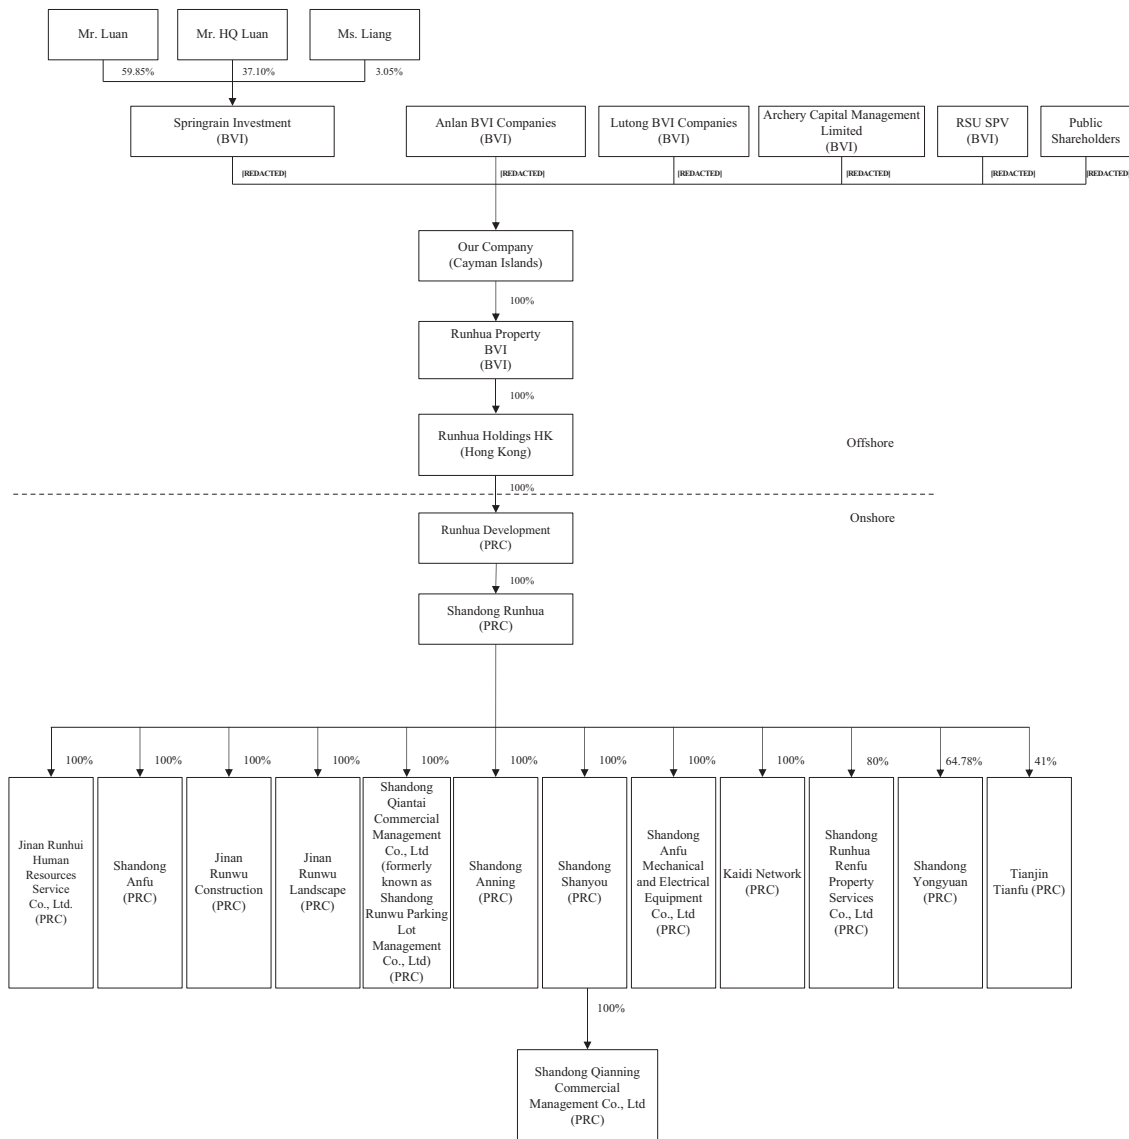 Mr. Luan
Mr. HQ Luan
Ms. Liang
59.85%
37.10%
3.05%
Springrain Investment
(BVI)
Anlan BVI Companies
(BVI)
Lutong BVI Companies
(BVI)
Archery Capital Management
Limited
(BVI)
RSU SPV
(BVI)
Public
Shareholders
[REDACTED]
[REDACTED]
[REDACTED]
[REDACTED]
[REDACTED]
[REDACTED]
Our Company
(Cayman Islands)
100%
Runhua Property
BVI
(BVI)
100%
Runhua Holdings HK
(Hong Kong)
Offshore
100%
Onshore
Runhua Development
(PRC)
100%
Shandong Runhua
(PRC)
100%
100%
100%
100%
100%
100%
100%
100%
100%
80%
64.78%
41%
Jinan Runhui
Human
Resources
Service
Co., Ltd.
(PRC)
Shandong
Anfu
(PRC)
Jinan
Runwu
Construction
(PRC)
Jinan
Runwu
Landscape
(PRC)
Shandong
Qiantai
Commercial
Management
Co., Ltd
(formerly
known as
Shandong
Runwu Parking
Lot
Management
Co., Ltd)
(PRC)
Shandong
Anning
(PRC)
Shandong
Shanyou
(PRC)
Shandong
Anfu
Mechanical
and Electrical
Equipment
Co., Ltd
(PRC)
Kaidi Network
(PRC)
Shandong
Runhua
Renfu
Property
Services
Co., Ltd
(PRC)
Shandong
Yongyuan
(PRC)
Tianjin
Tianfu (PRC)
100%
Shandong Qianning
Commercial
Management Co., Ltd
(PRC)